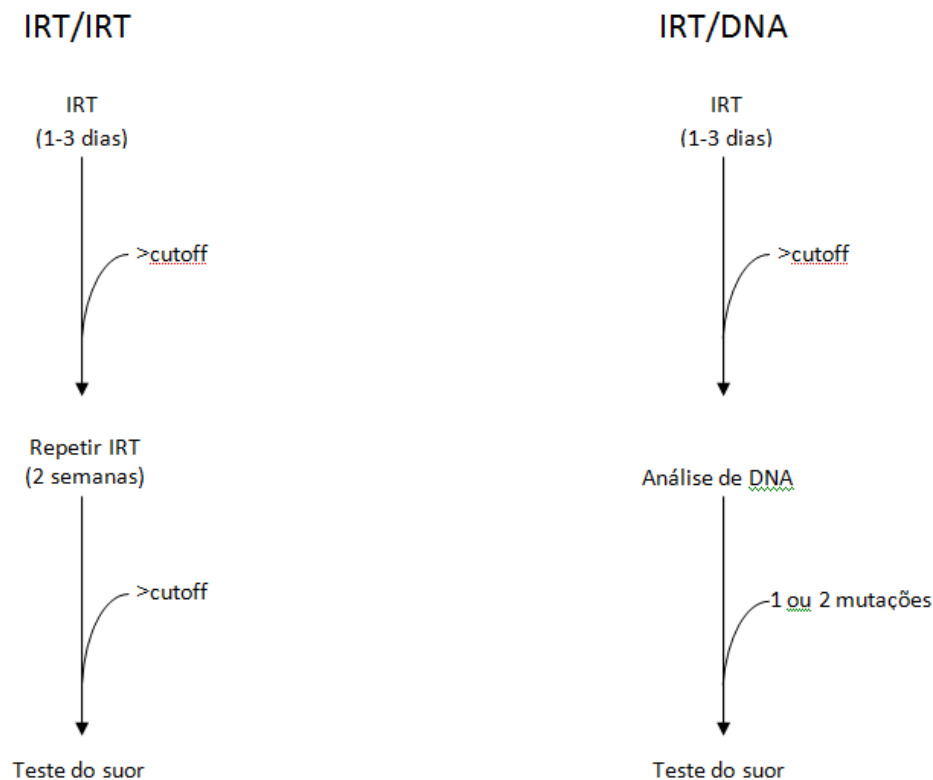 IRT/IRT
IRT
(1-3 dias)
>cutoff
Repetir IRT
(2 semanas)
>cutoff
Teste do suor
IRT/DNA
IRT
(1-3 dias)
>cutoff
Análise de DNA
1 ou 2 mutações
Teste do suor